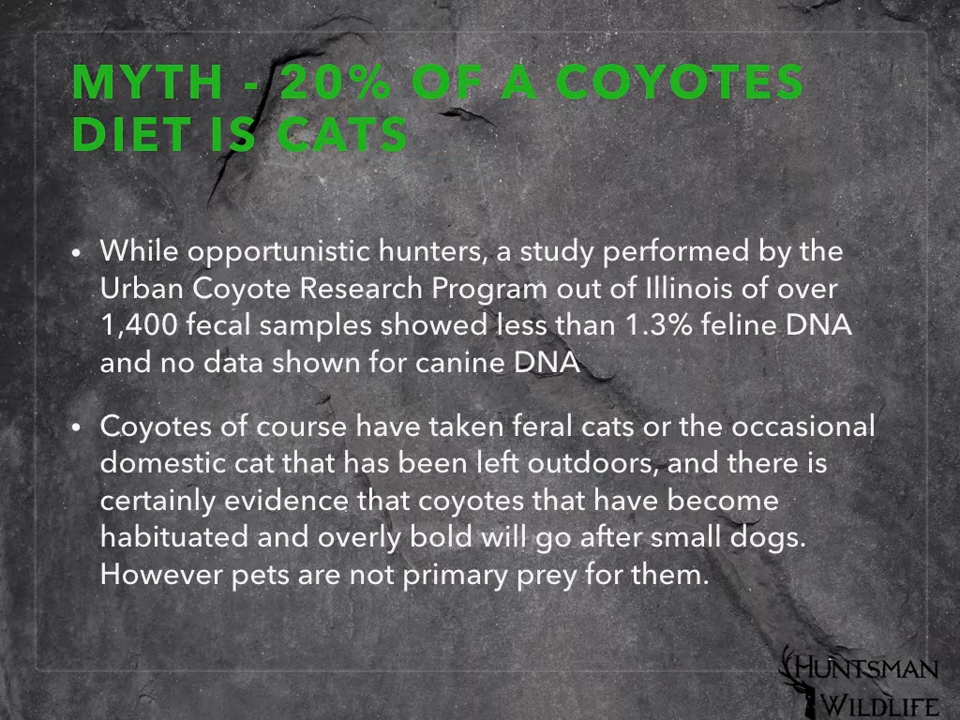 MYTH - 20% OF A COYOTES
DIET IS CATS
• While opportunistic hunters, a study performed by the
Urban Coyote Research Program out of Illinois of over
1,400 fecal samples showed less than 1.3% feline DNA
and no data shown for canine DNA
• Coyotes of course have taken feral cats or the occasional
domestic cat that has been left outdoors, and there is
certainly evidence that coyotes that have become
habituated and overly bold will go after small dogs.
However pets are not primary prey for them.
HUNTSMAN
WILDLIFE